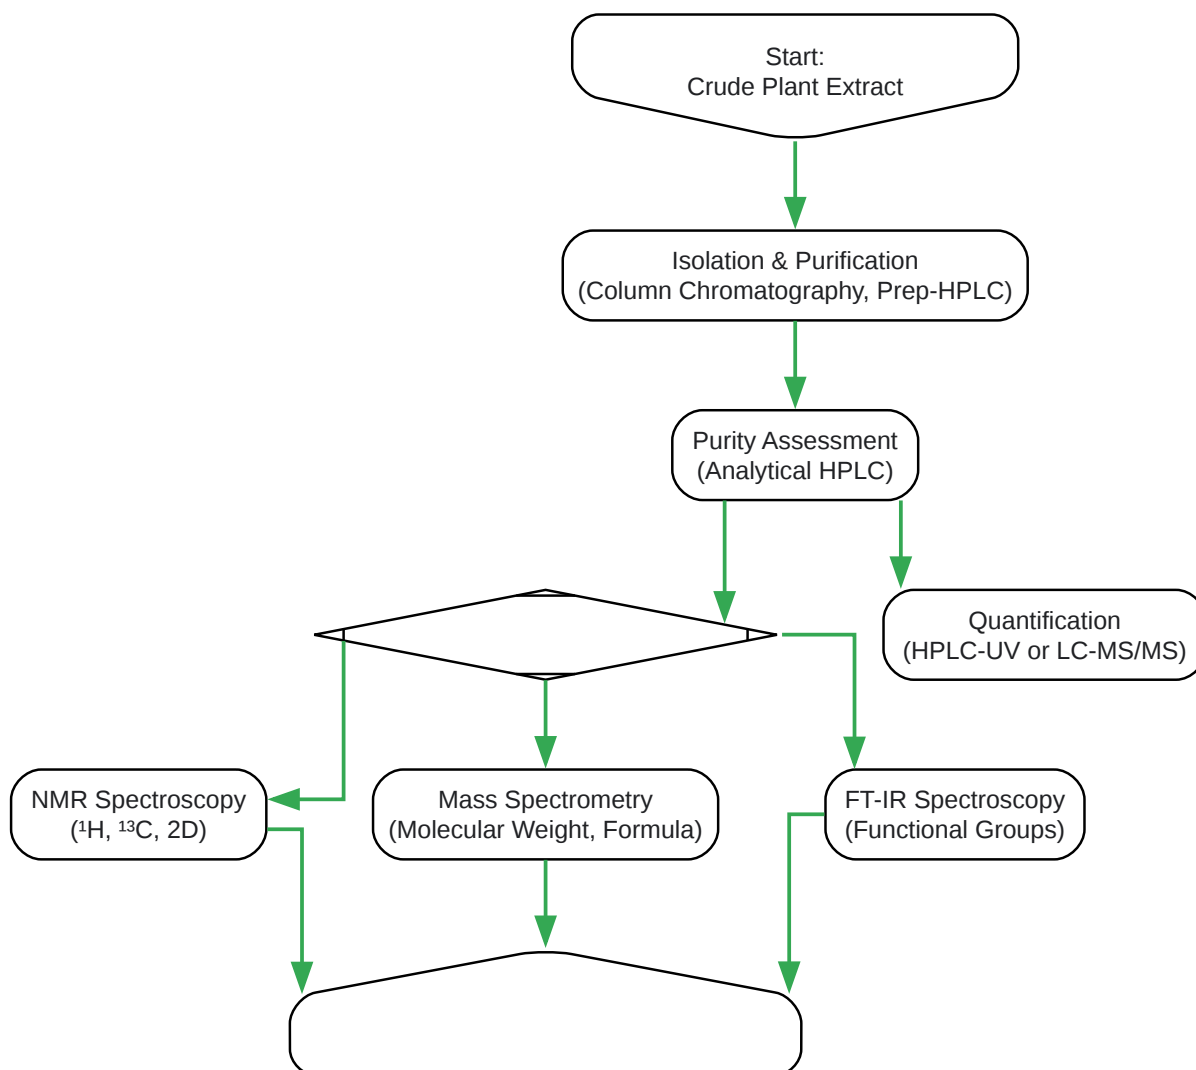 Start:
Crude Plant Extract
Isolation & Purification
(Column Chromatography, Prep-HPLC)
Purity Assessment
(Analytical HPLC)
Quantification
(HPLC-UV or LC-MS/MS)
NMR Spectroscopy
(¹H, ¹³C, 2D)
Mass Spectrometry
(Molecular Weight, Formula)
FT-IR Spectroscopy
(Functional Groups)